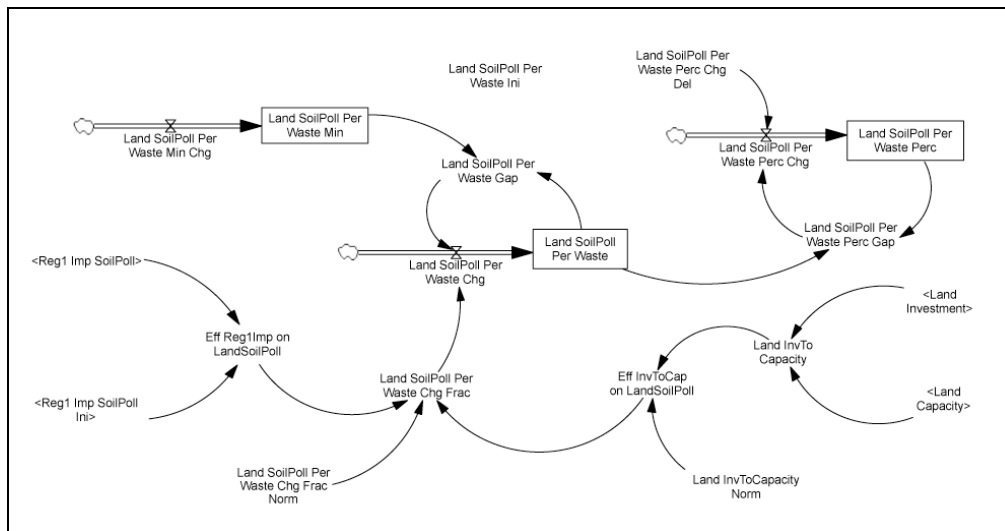 Land SoilPoll Per
Waste Ini
Land SoilPoll Per
Waste Perc Chg
Del
Land SoilPoll Per
Waste Min
Land SoilPoll Per
Waste Min Chg
Land SoilPoll Per
Waste Perc
Land SoilPoll Per
Waste Perc Chg
Land SoilPoll Per
Waste Gap
Land SoilPoll
Per Waste
Land SoilPoll Per
Waste Perc Gap
Land SoilPoll Per
Waste Chg
<Reg1 Imp SoilPoll>
<Land
Investment>
Eff Reg1Imp on
LandSoilPoll
Land InvTo
Capacity
Land SoilPoll Per
Waste Chg Frac
Eff InvToCap
on LandSoilPoll
<Reg1 Imp SoilPoll
Ini>
<Land
Capacity>
Land SoilPoll Per
Waste Chg Frac
Norm
Land InvToCapacity
Norm